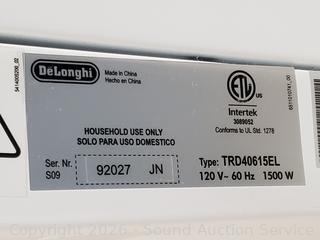 5414005200_02
DeLonghi
Made in China
Hecho en China
ETL
US
Intertek
3089052
Conforms to UL Std. 1278
HOUSEHOLD USE ONLY
SOLO PARA USO DOMESTICO
Ser. Nr.
S09
92027 JN
Type: TRD40615EL
120 V~ 60 Hz 1500 W
Copyright 2026 - Sound Auction Service